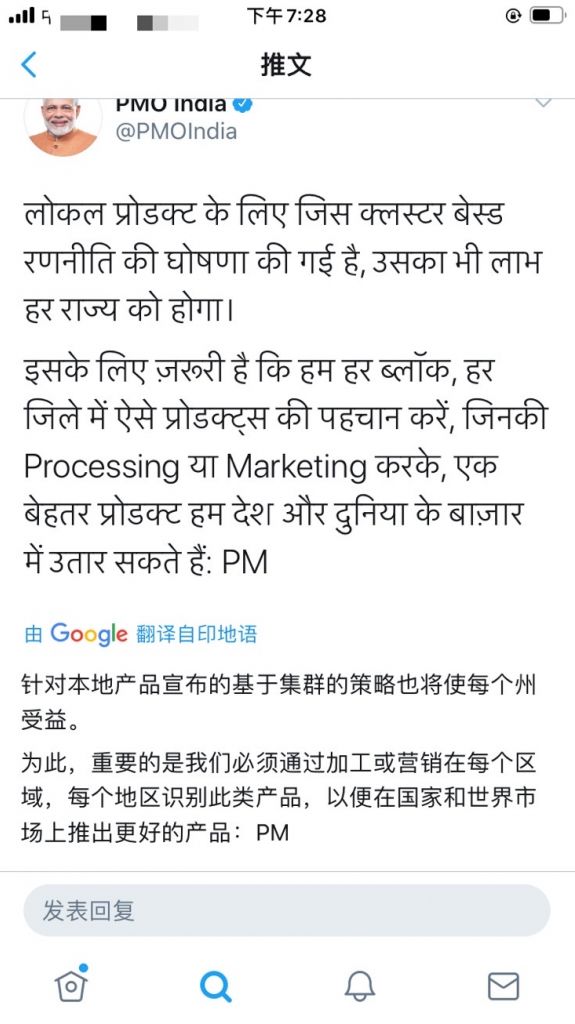 下午7:28
推文
PMO India
@PMOIndia
लोकल प्रोडक्ट के लिए जिस क्लस्टर बेस्ड
रणनीति की घोषणा की गई है, उसका भी लाभ
हर राज्य को होगा।
इसके लिए ज़रूरी है कि हम हर ब्लॉक, हर
जिले में ऐसे प्रोडक्ट्स की पहचान करें, जिनकी
Processing या Marketing करके, एक
बेहतर प्रोडक्ट हम देश और दुनिया के बाज़ार
में उतार सकते हैं: PM
由 Google 翻译自印地语
针对本地产品宣布的基于集群的策略也将使每个州
受益。
为此，重要的是我们必须通过加工或营销在每个区
域，每个地区识别此类产品，以便在国家和世界市
场上推出更好的产品：PM
发表回复